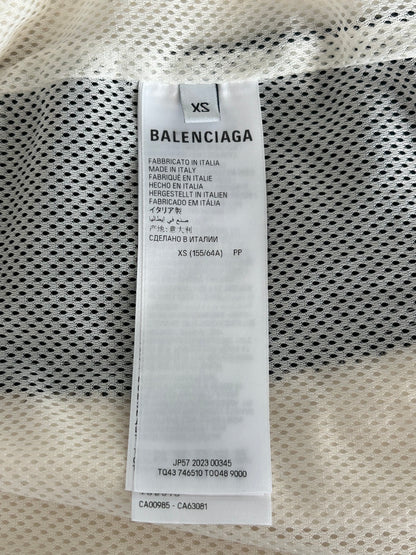 XS
BALENCIAGA
FABBRICATO IN ITALIA
MADE IN ITALY
FABRIQUÉ EN ITALIE
HECHO EN ITALIA
HERGESTELLT IN ITALIEN
FABRICADO EM ITÁLIA
イタリア製
صنع في إيطاليا
产地: 意大利
СДЕЛАНО В ИТАЛИИ
XS (155/64A) PP
JP57 2023 00345
TQ43 746510 TOO48 9000
CA00985 - CA63081